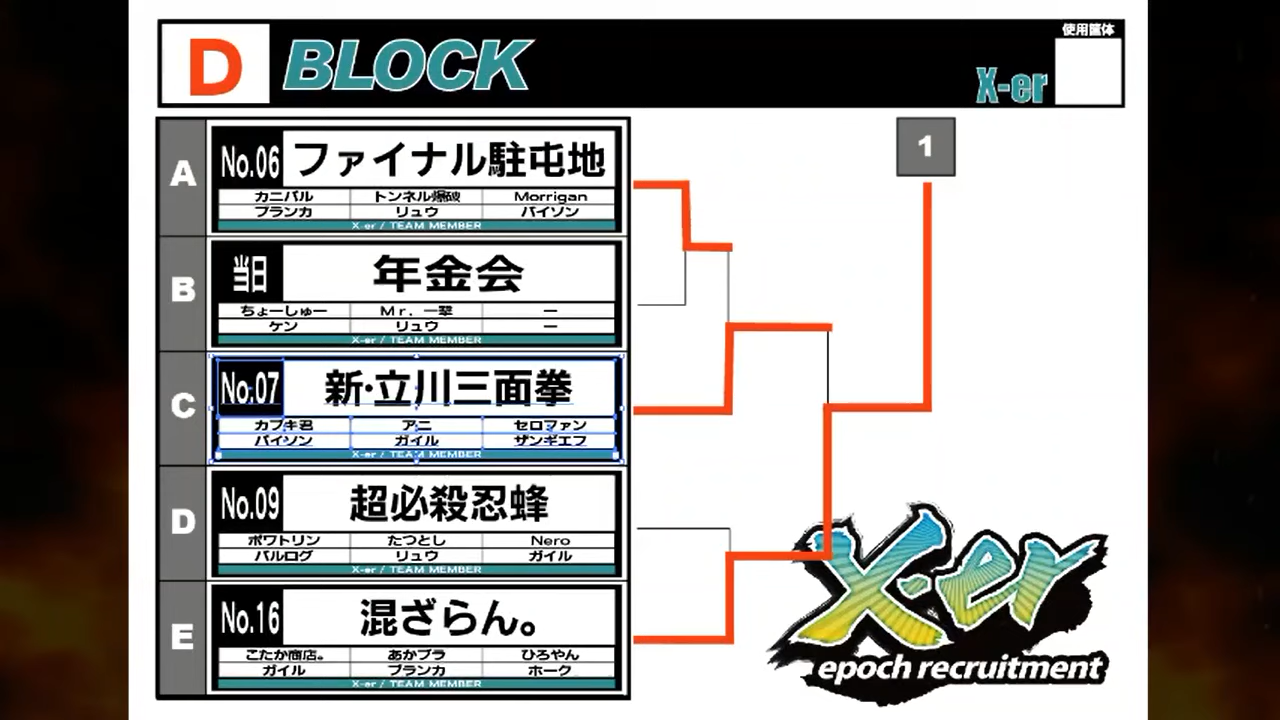 D BLOCK
使用筐体
X-er
1
A
No.06 ファイナル駐屯地
カニパル トンネル爆破 Morrigan
ブランカ リュウ バイソン
X-er / TEAM MEMBER
B
当日 年金会
ちょーしゅー Mr. 一撃 ー
ケン リュウ ー
X-er / TEAM MEMBER
C
No.07 新・立川三面拳
カブキ君 アニ セロファン
バイソン ガイル ザンギエフ
X-er / TEAM MEMBER
D
No.09 超必殺忍蜂
ポワトリン たつとし Nero
バルログ リュウ ガイル
X-er / TEAM MEMBER
E
No.16 混ざらん。
こたか商店。 あかブラ ひろやん
ガイル ブランカ ホーク
X-er / TEAM MEMBER
X-er
epoch recruitment